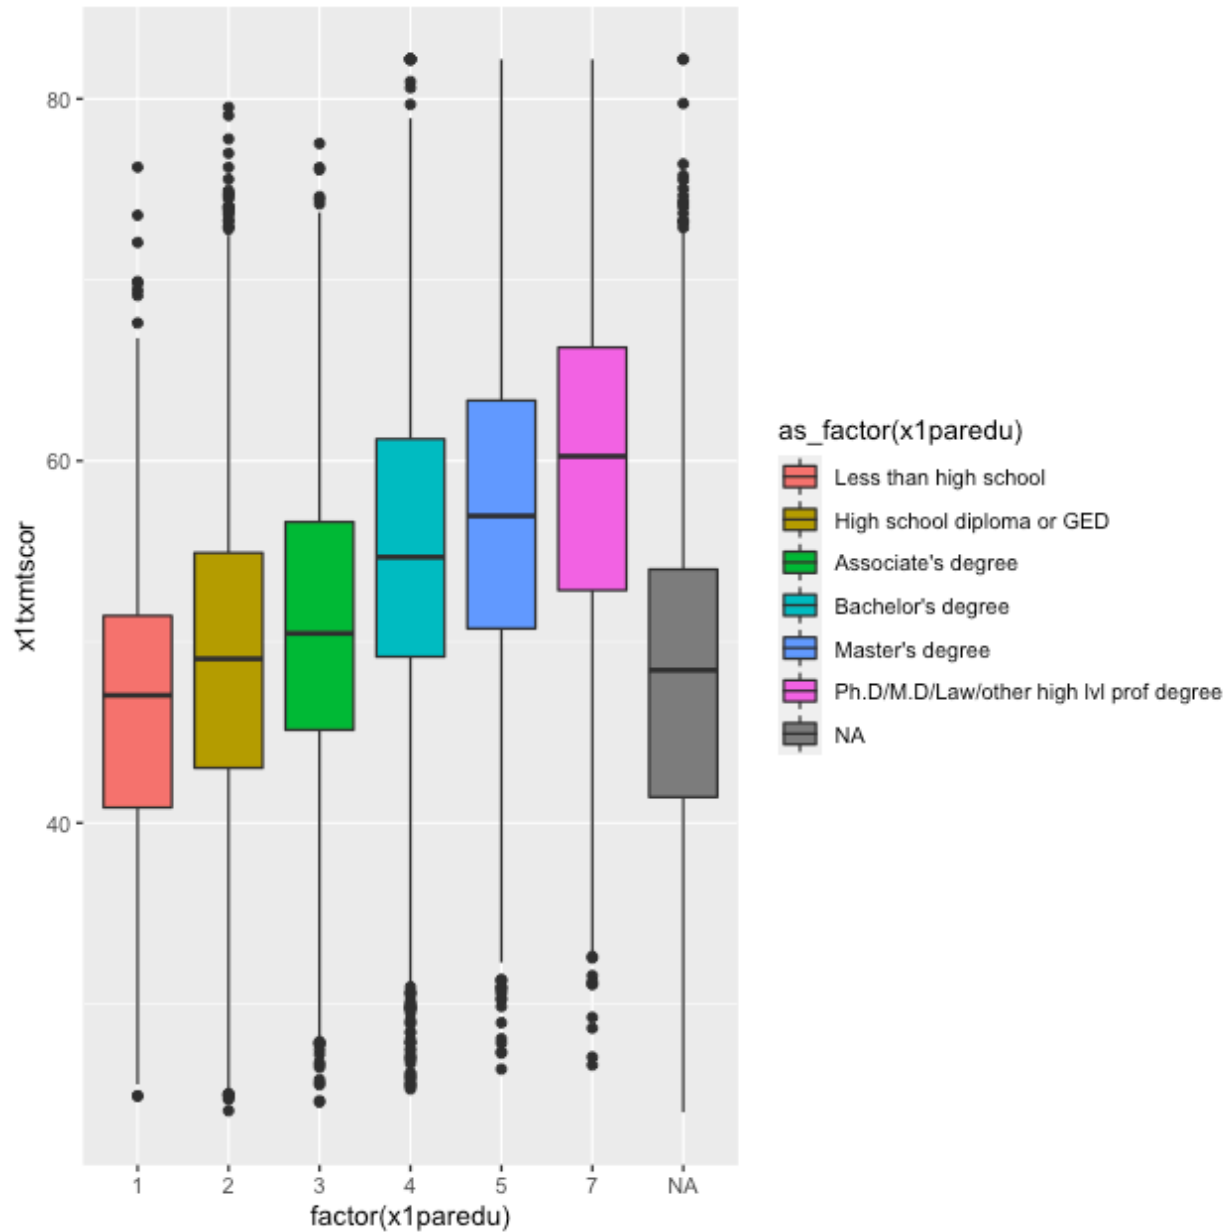 80
60
40
x1txmtscor
1 2 3 4 5 7 NA
factor(x1paredu)
as_factor(x1paredu)
Less than high school
High school diploma or GED
Associate's degree
Bachelor's degree
Master's degree
Ph.D/M.D/Law/other high lvl prof degree
NA